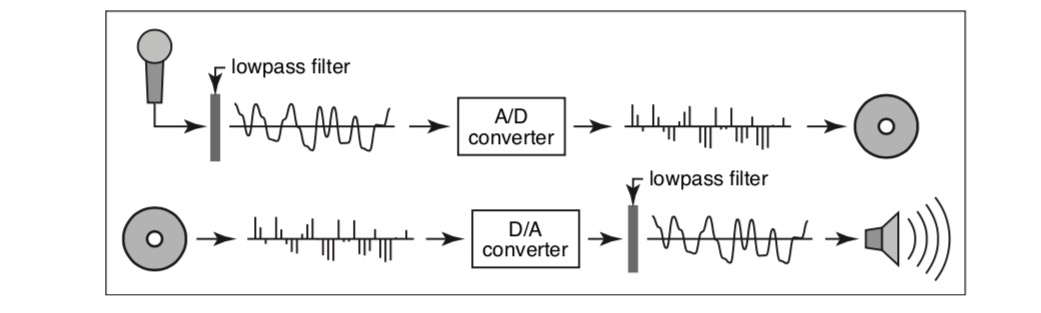 lowpass filter
A/D
converter
lowpass filter
D/A
converter